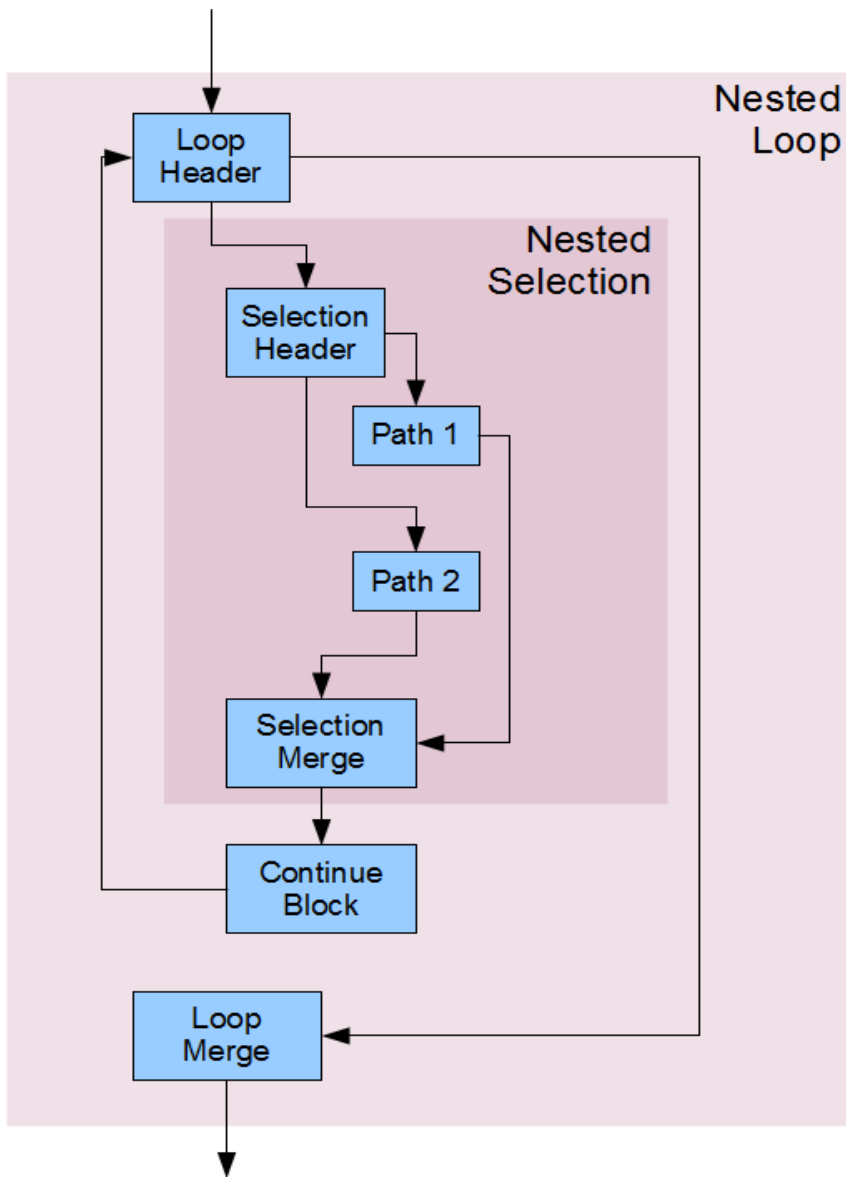 Nested
Loop
Loop
Header
Nested
Selection
Selection
Header
Path 1
Path 2
Selection
Merge
Continue
Block
Loop
Merge